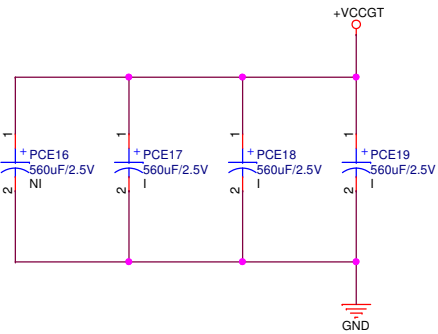 +VCCGT
1
1
1
1
+ PCE16
+ PCE17
+ PCE18
+ PCE19
560uF/2.5V
560uF/2.5V
560uF/2.5V
560uF/2.5V
2
2
2
2
NI
I
I
I
GND